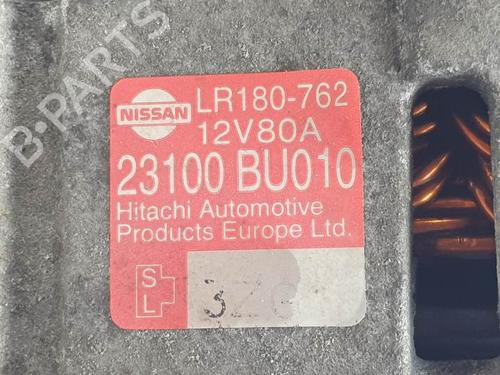 B-PARTS
NISSAN LR180-762
12V80A
23100 BU010
Hitachi Automotive
Products Europe Ltd.
S
L